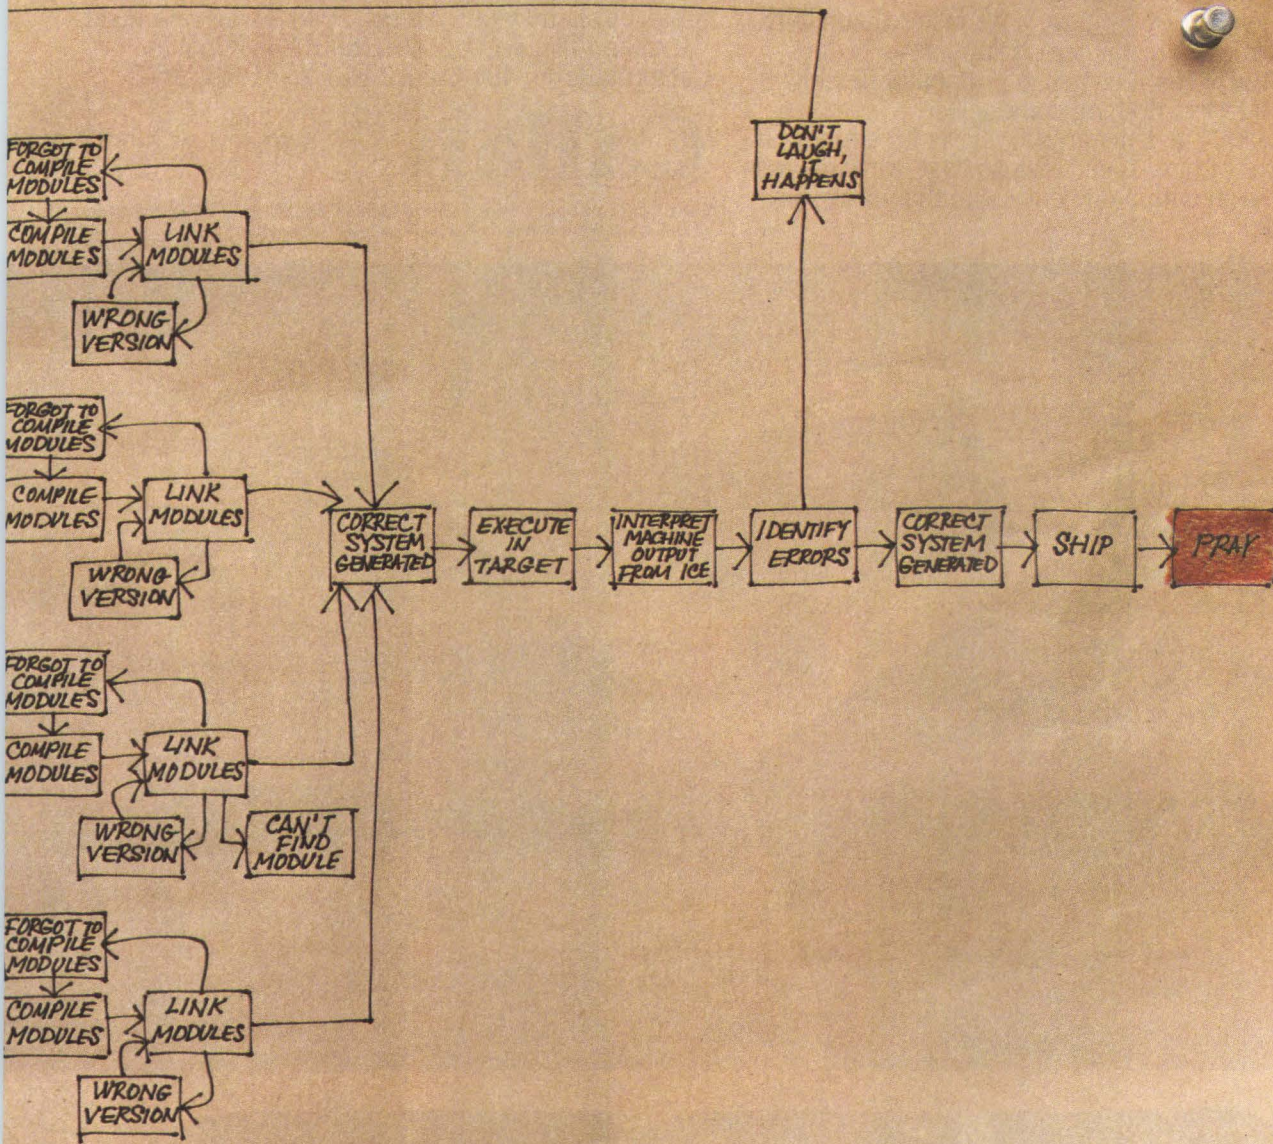 DON'T
LAUGH,
IT
HAPPENS
FORGOT TO
COMPILE
MODULES
COMPILE
MODULES
LINK
MODULES
WRONG
VERSION
FORGOT TO
COMPILE
MODULES
COMPILE
MODULES
LINK
MODULES
WRONG
VERSION
CORRECT
SYSTEM
GENERATED
EXECUTE
IN
TARGET
INTERPRET
MACHINE
OUTPUT
FROM ICE
IDENTIFY
ERRORS
CORRECT
SYSTEM
GENERATED
SHIP
PRAY
FORGOT TO
COMPILE
MODULES
COMPILE
MODULES
LINK
MODULES
WRONG
VERSION
CAN'T
FIND
MODULE
FORGOT TO
COMPILE
MODULES
COMPILE
MODULES
LINK
MODULES
WRONG
VERSION